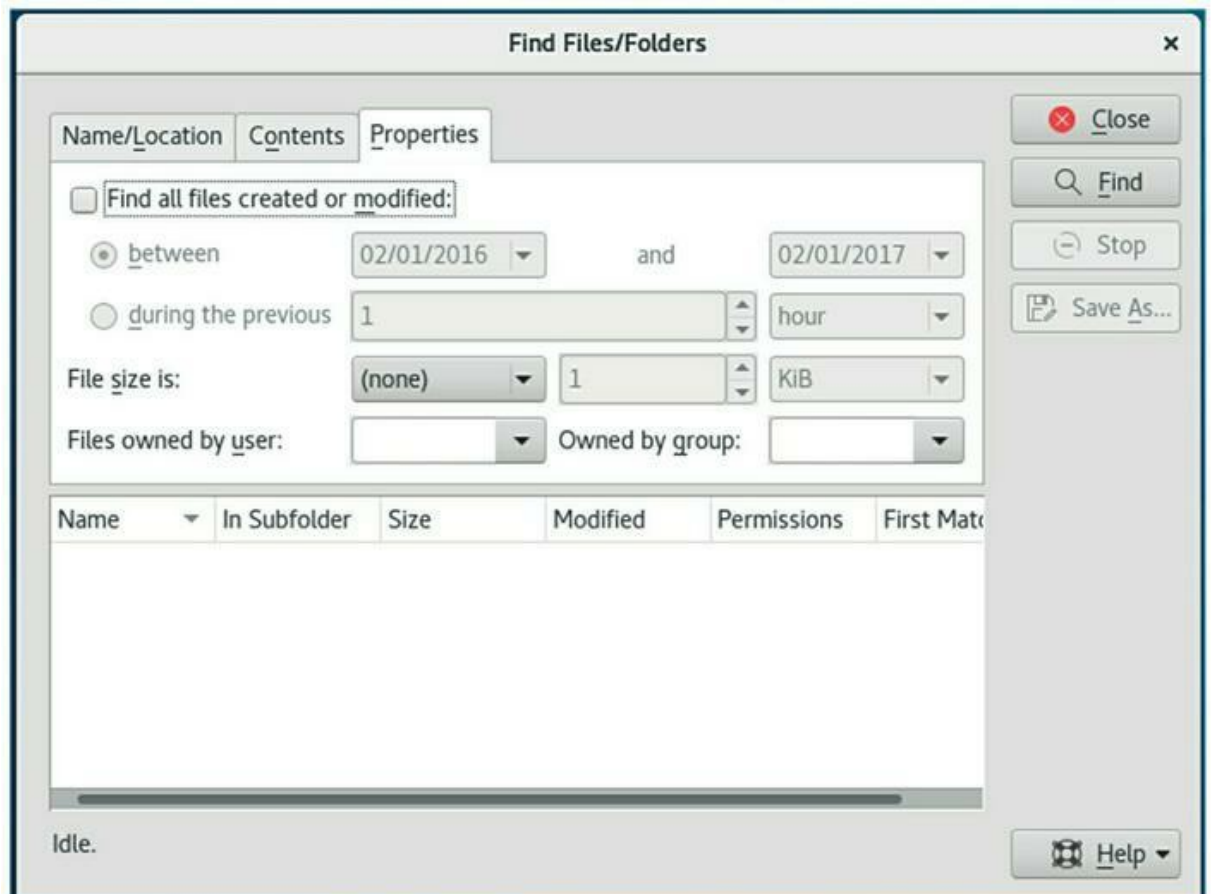 Find Files/Folders
Name/Location Contents Properties
Close
Find all files created or modified:
Find
between 02/01/2016 and 02/01/2017
Stop
during the previous 1 hour
Save As...
File size is: (none) 1 KiB
Files owned by user: Owned by group:
Name In Subfolder Size Modified Permissions First Matc
Idle.
Help